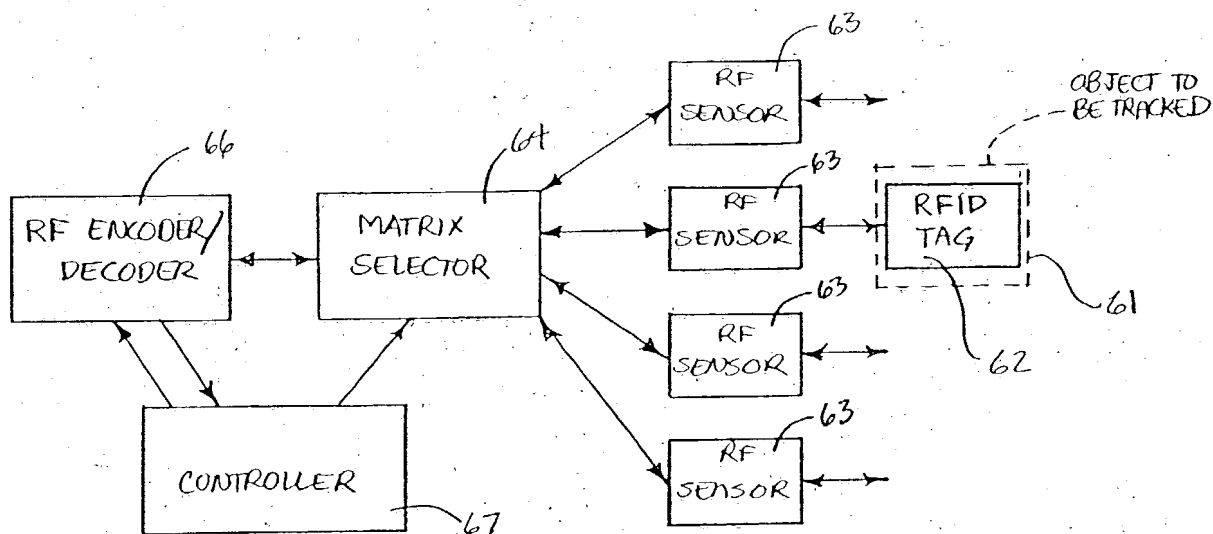 63
RF
SENSOR
OBJECT TO
BE TRACKED
66
RF ENCODER/
DECODER
64
MATRIX
SELECTOR
63
RF
SENSOR
RFID
TAG
61
62
63
RF
SENSOR
63
RF
SENSOR
CONTROLLER
67